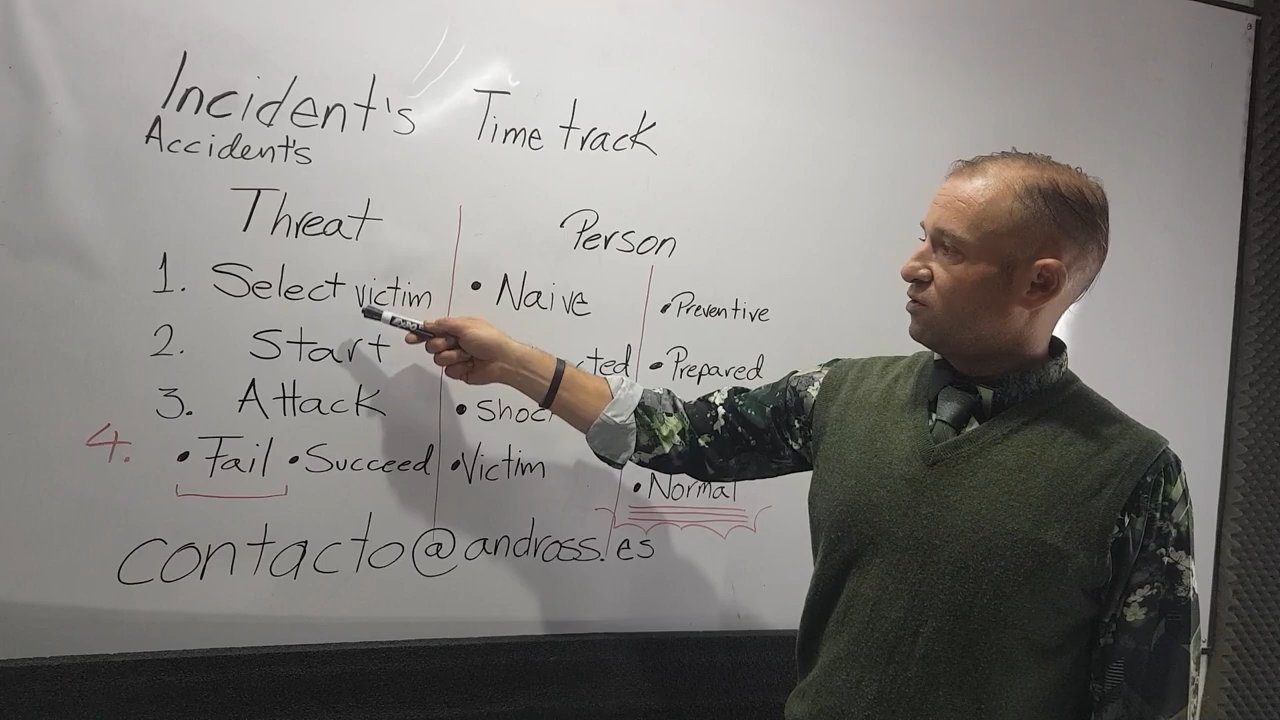 Incident's Time track
Accident's
Threat Person
1. Select victim • Naive • Preventive
2. Start • Prepared
3. Attack
4. • Fail • Succeed • Victim • Normal
contacto@andross.es